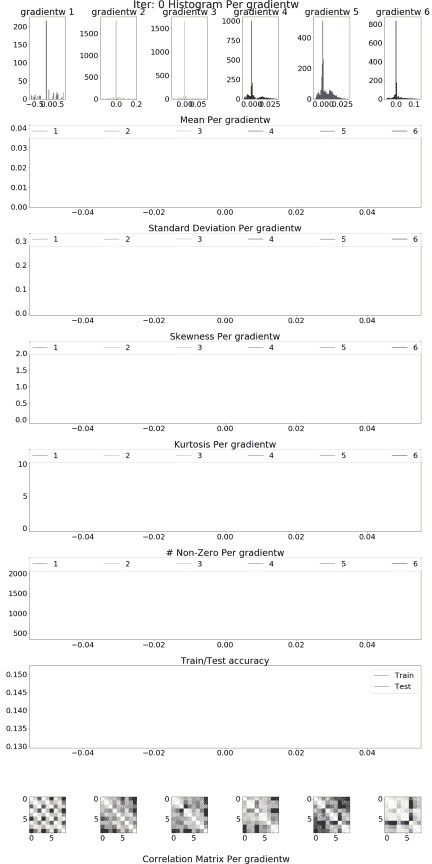 Iter: 0 Histogram Per gradientw
gradientw 1 gradientw 2 gradientw 3 gradientw 4 gradientw 5 gradientw 6
200
150
100
50
0
−0.5 0.0 0.5
1500
1000
500
0
0.0 0.2
1500
1000
500
0
0.00 0.05
1000
800
600
400
200
0
0.000 0.025
400
200
0
0.000 0.025
800
600
400
200
0
0.0 0.1
Mean Per gradientw
1 2 3 4 5 6
0.04
0.03
0.02
0.01
0.00
−0.04 −0.02 0.00 0.02 0.04
Standard Deviation Per gradientw
1 2 3 4 5 6
0.3
0.2
0.1
0.0
−0.04 −0.02 0.00 0.02 0.04
Skewness Per gradientw
1 2 3 4 5 6
2.0
1.5
1.0
0.5
0.0
−0.04 −0.02 0.00 0.02 0.04
Kurtosis Per gradientw
1 2 3 4 5 6
10
5
0
−0.04 −0.02 0.00 0.02 0.04
# Non-Zero Per gradientw
1 2 3 4 5 6
2000
1500
1000
500
−0.04 −0.02 0.00 0.02 0.04
Train/Test accuracy
Train
Test
0.150
0.145
0.140
0.135
0.130
−0.04 −0.02 0.00 0.02 0.04
0 0 0 0 0 0
5 5 5 5 5 5
0 5 0 5 0 5 0 5 0 5 0 5
Correlation Matrix Per gradientw